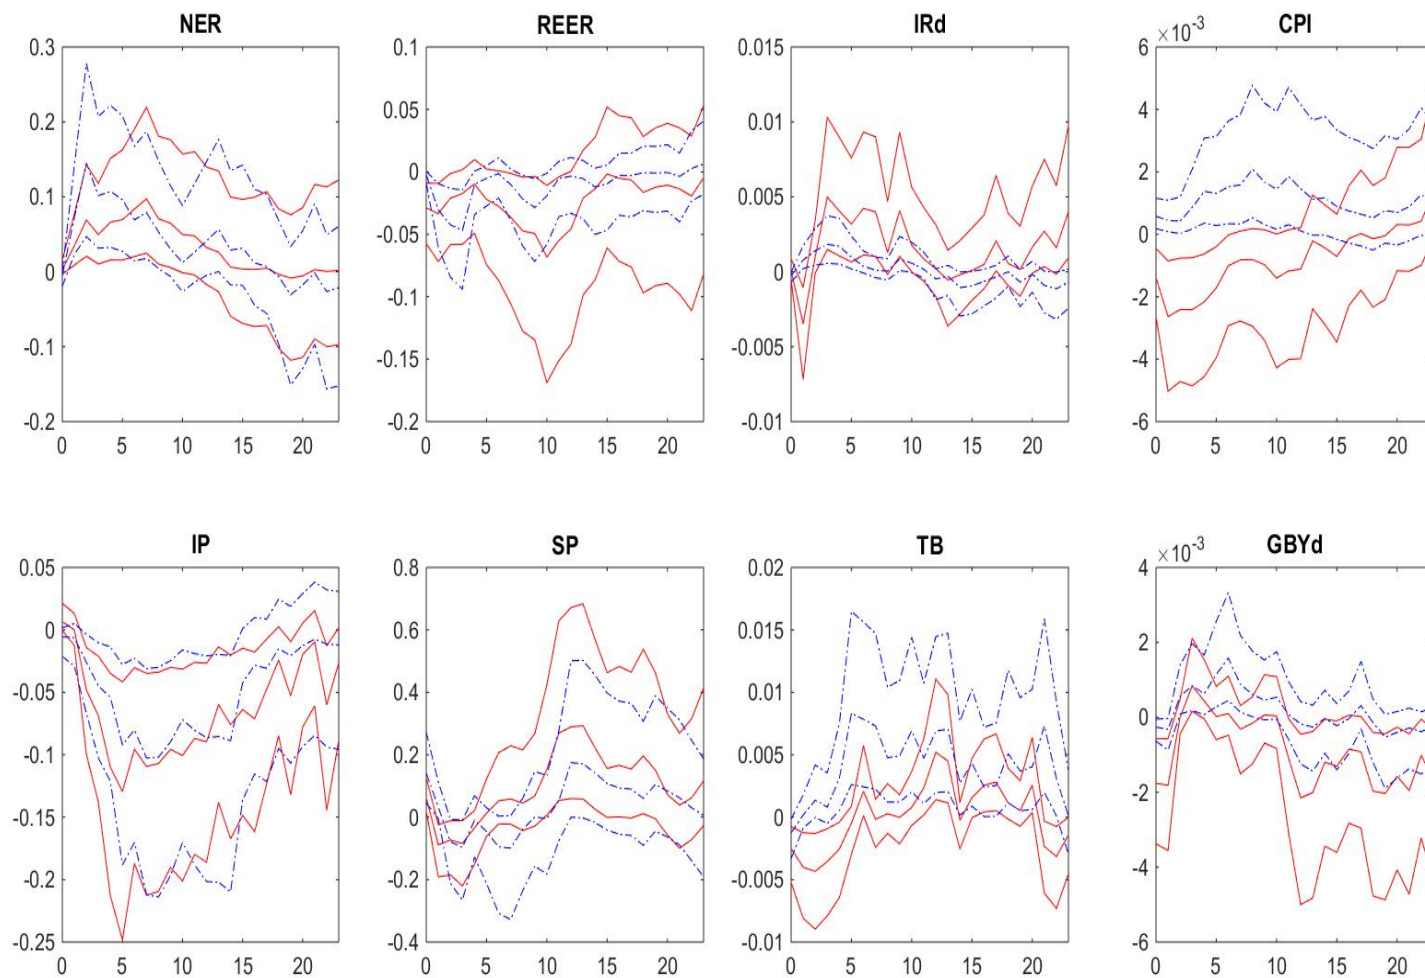 NER REER IRd CPI
×10⁻³
0.3 0.1 0.015 6
0.2 0.05 0.01 4
0.1 0 0.005 2
0 -0.05 0 0
-0.1 -0.1 -0.005 -2
-0.15 -4
-0.2 -0.2 -0.01 -6
0 5 10 15 20 0 5 10 15 20 0 5 10 15 20 0 5 10 15 20
IP SP TB GBYd
×10⁻³
0.05 0.8 0.02 4
0 0.6 0.015 2
-0.05 0.4 0.01 0
-0.1 0.2 0.005 -2
-0.15 0 0 -4
-0.2 -0.2 -0.005
-0.25 -0.4 -0.01 -6
0 5 10 15 20 0 5 10 15 20 0 5 10 15 20 0 5 10 15 20